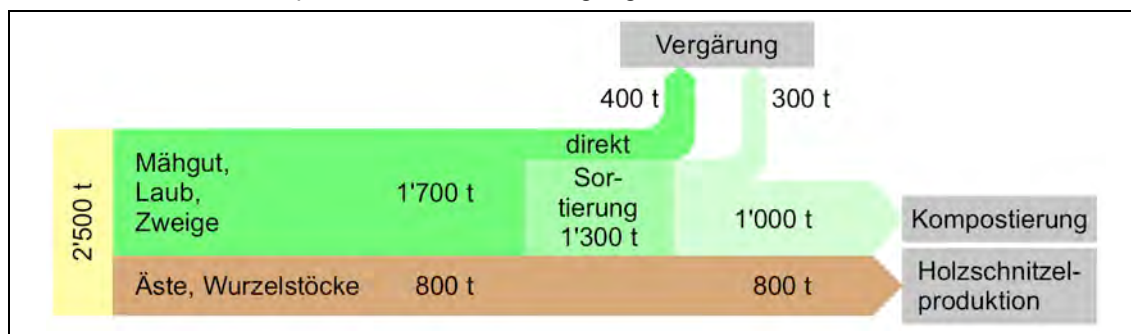 Vergärung
400 t
300 t
direkt
Mähgut,
Laub,
Zweige
1'700 t
Sor-
tierung
1'300 t
1'000 t
Kompostierung
2'500 t
Äste, Wurzelstöcke
800 t
800 t
Holzschnitzel-
produktion